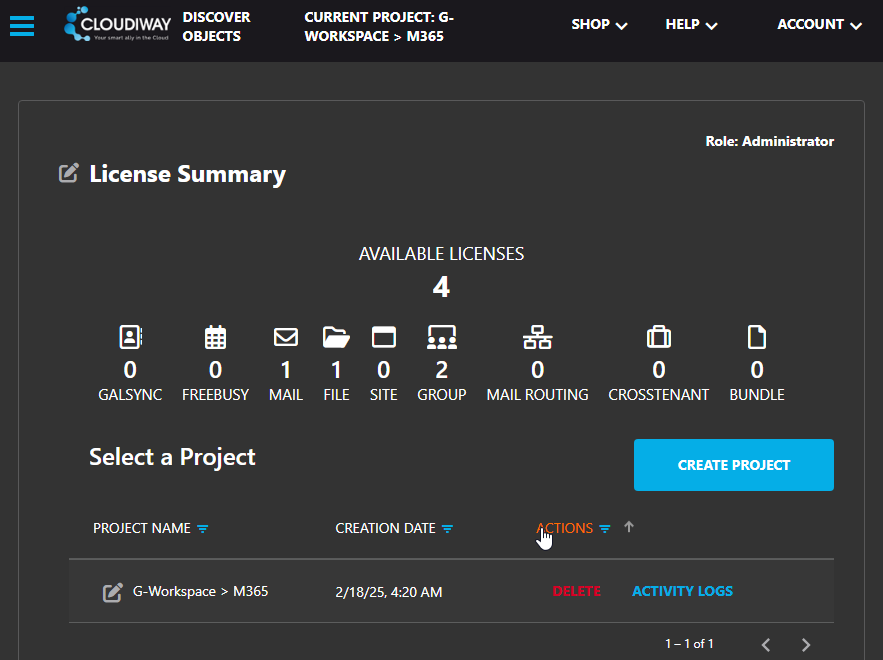 CLOUDIWAY
Your smart ally in the Cloud
DISCOVER
OBJECTS
CURRENT PROJECT: G-
WORKSPACE > M365
SHOP
HELP
ACCOUNT
Role: Administrator
License Summary
AVAILABLE LICENSES
4
0 0 1 1 0 2 0 0 0
GALSYNC FREEBUSY MAIL FILE SITE GROUP MAIL ROUTING CROSSTENANT BUNDLE
Select a Project
CREATE PROJECT
PROJECT NAME CREATION DATE ACTIONS
G-Workspace > M365 2/18/25, 4:20 AM DELETE ACTIVITY LOGS
1 – 1 of 1